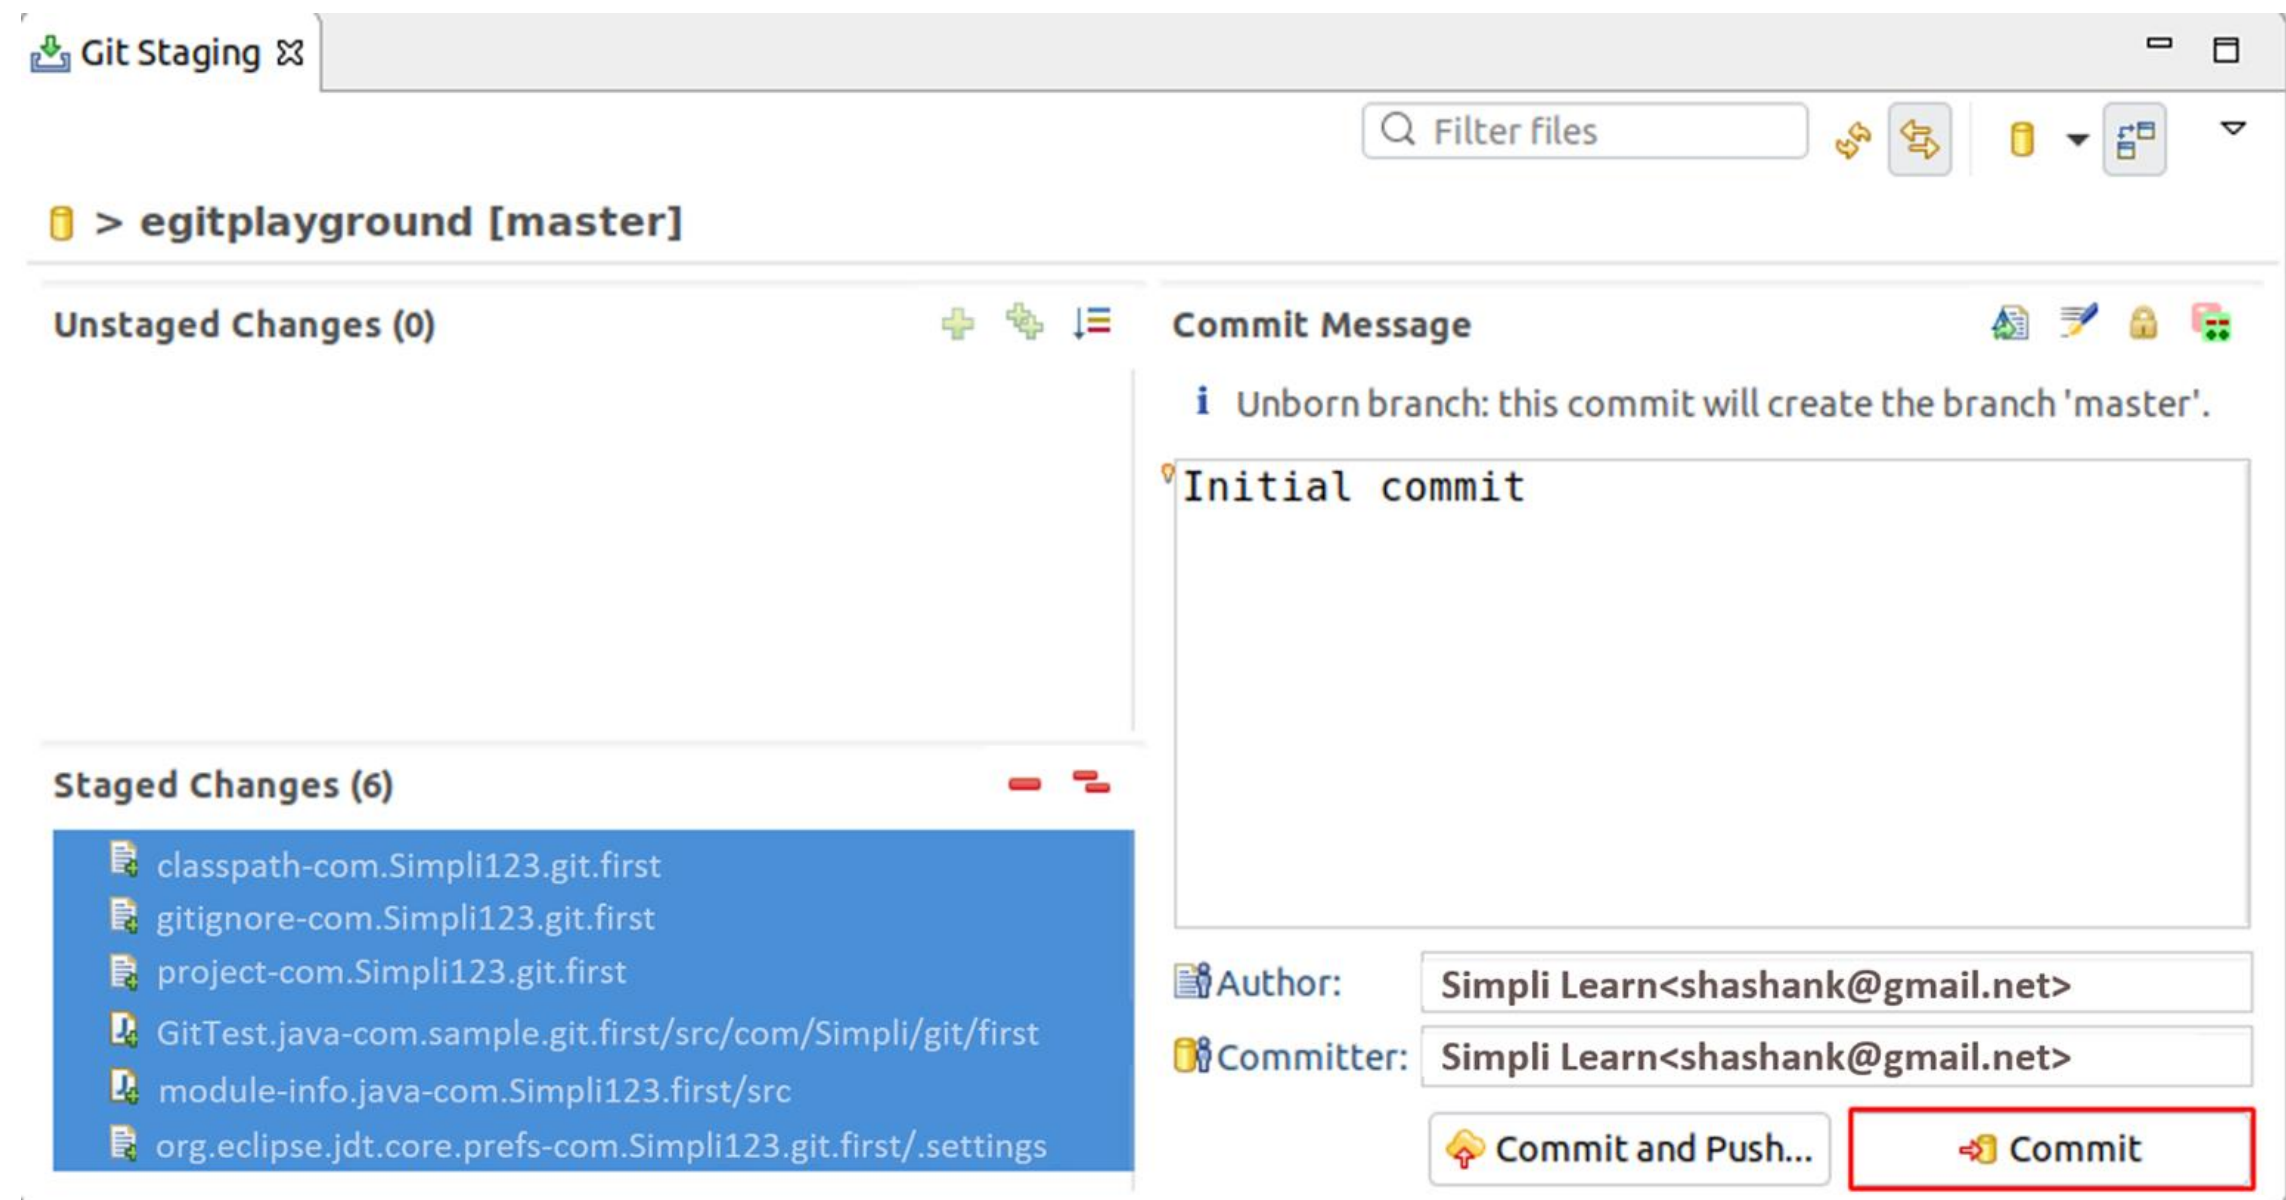 Git Staging
Filter files
> egitplayground [master]
Unstaged Changes (0)
Commit Message
Unborn branch: this commit will create the branch 'master'.
Initial commit
Staged Changes (6)
classpath-com.Simpli123.git.first
gitignore-com.Simpli123.git.first
project-com.Simpli123.git.first
GitTest.java-com.sample.git.first/src/com/Simpli/git/first
module-info.java-com.Simpli123.first/src
org.eclipse.jdt.core.prefs-com.Simpli123.git.first/.settings
Author: Simpli Learn<shashank@gmail.net>
Committer: Simpli Learn<shashank@gmail.net>
Commit and Push... Commit